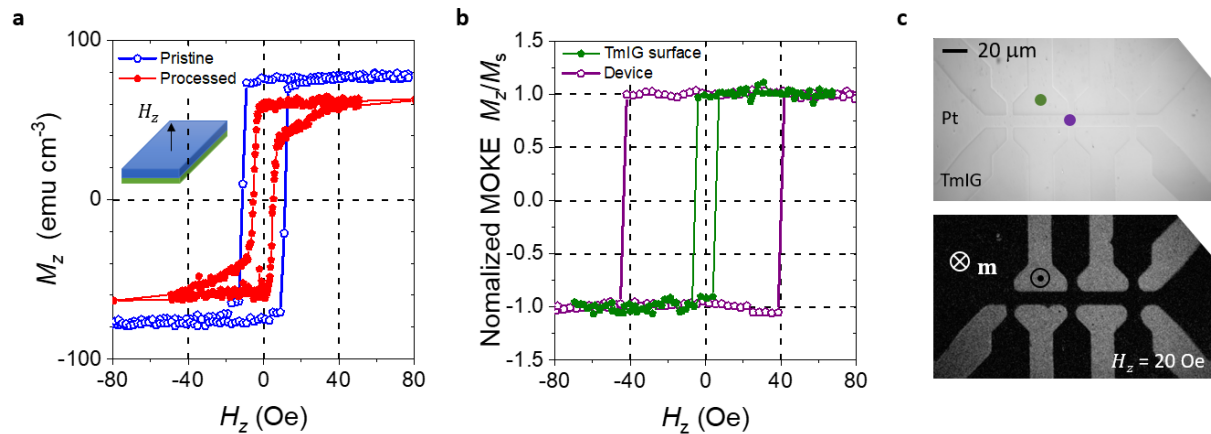 a
100
0
-100
-80
-40
0
40
80
M_z (emu cm⁻³)
H_z (Oe)
Pristine
Processed
H_z
b
1.5
1.0
0.5
0.0
-0.5
-1.0
-1.5
-80
-40
0
40
80
Nomalized MOKE M_z/M_s
H_z (Oe)
TmIG surface
Device
c
20 μm
Pt
TmIG
⊗ m
H_z = 20 Oe